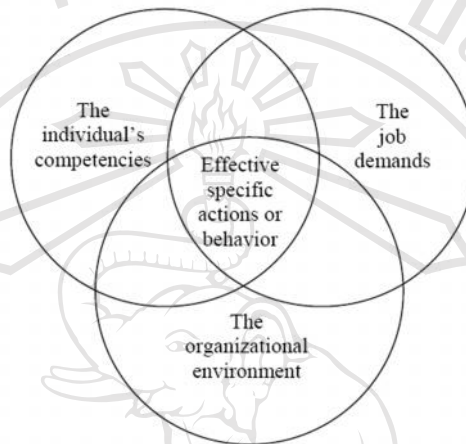 The
individual's
competencies
The
job
demands
Effective
specific
actions or
behavior
The
organizational
environment